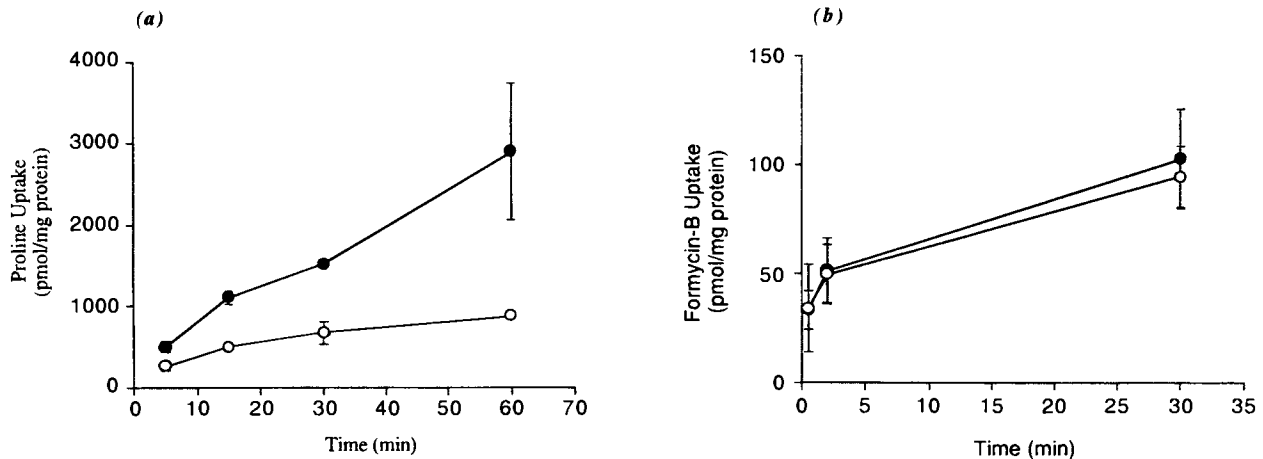 (a)
4000
3000
2000
1000
0
Proline Uptake
(pmol/mg protein)
0 10 20 30 40 50 60 70
Time (min)
(b)
150
100
50
0
Formycin-B Uptake
(pmol/mg protein)
0 5 10 15 20 25 30 35
Time (min)